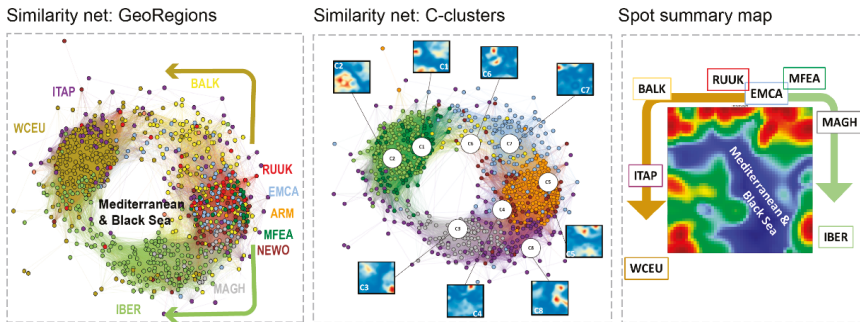 Similarity net: GeoRegions
Similarity net: C-clusters
Spot summary map
ITAP
BALK
WCEU
Mediterranean
& Black Sea
RUUK
EMCA
ARM
MFEA
NEWO
MAGH
IBER
C2
C1
C6
C7
C1
C2
C6
C7
C5
C4
C3
C8
C5
C3
C4
C8
RUUK
MFEA
BALK
EMCA
MAGH
ITAP
Mediterranean &
Black Sea
IBER
WCEU